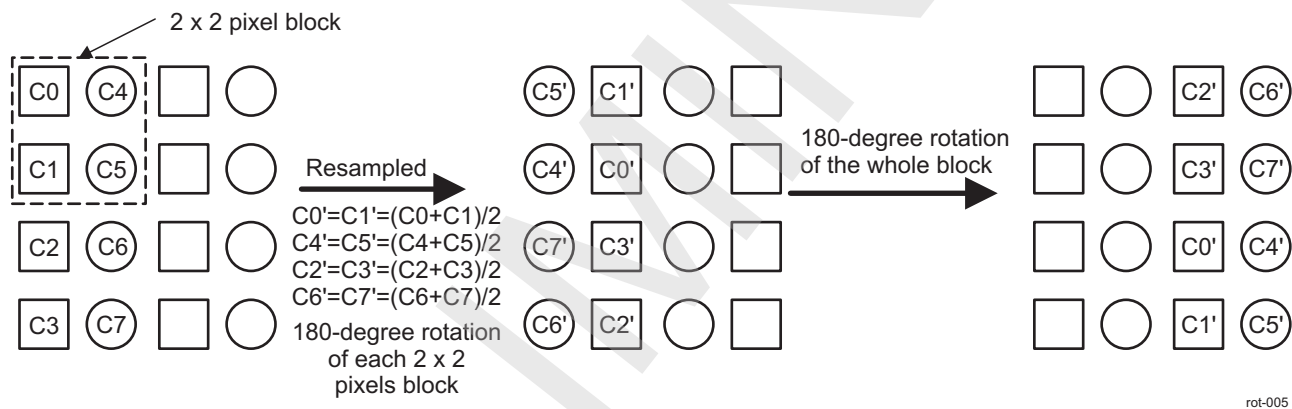 2 x 2 pixel block
C0 C4 C5' C1' C2' C6'
180-degree rotation
of the whole block
C1 C5 Resampled C4' C0' C3' C7'
C0'=C1'=(C0+C1)/2
C4'=C5'=(C4+C5)/2
C2 C6 C7' C3' C0' C4'
C2'=C3'=(C2+C3)/2
C6'=C7'=(C6+C7)/2
C3 C7 C6' C2' C1' C5'
180-degree rotation
of each 2 x 2
pixels block
rot-005